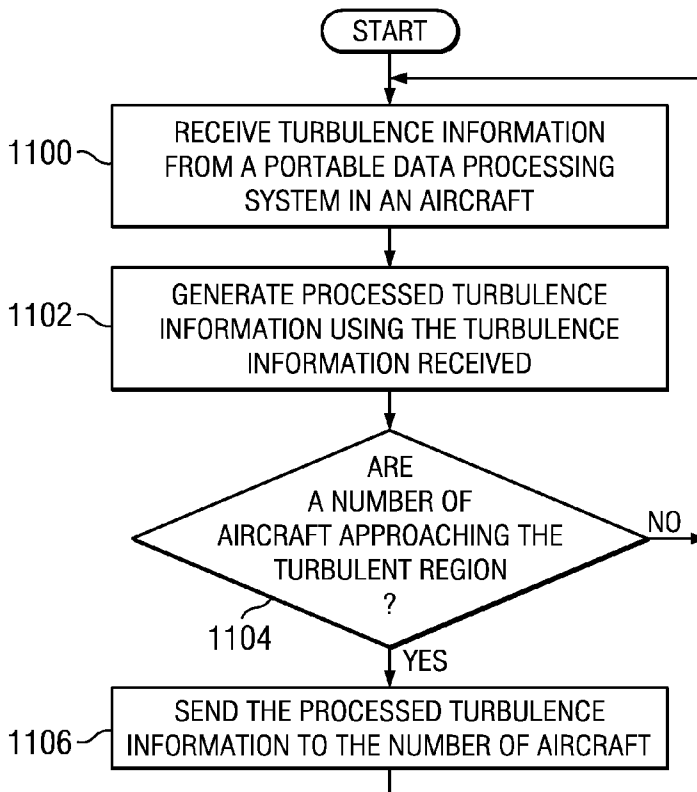 START
1100
RECEIVE TURBULENCE INFORMATION
FROM A PORTABLE DATA PROCESSING
SYSTEM IN AN AIRCRAFT
1102
GENERATE PROCESSED TURBULENCE
INFORMATION USING THE TURBULENCE
INFORMATION RECEIVED
ARE
A NUMBER OF
AIRCRAFT APPROACHING THE
TURBULENT REGION
?
NO
1104
YES
1106
SEND THE PROCESSED TURBULENCE
INFORMATION TO THE NUMBER OF AIRCRAFT